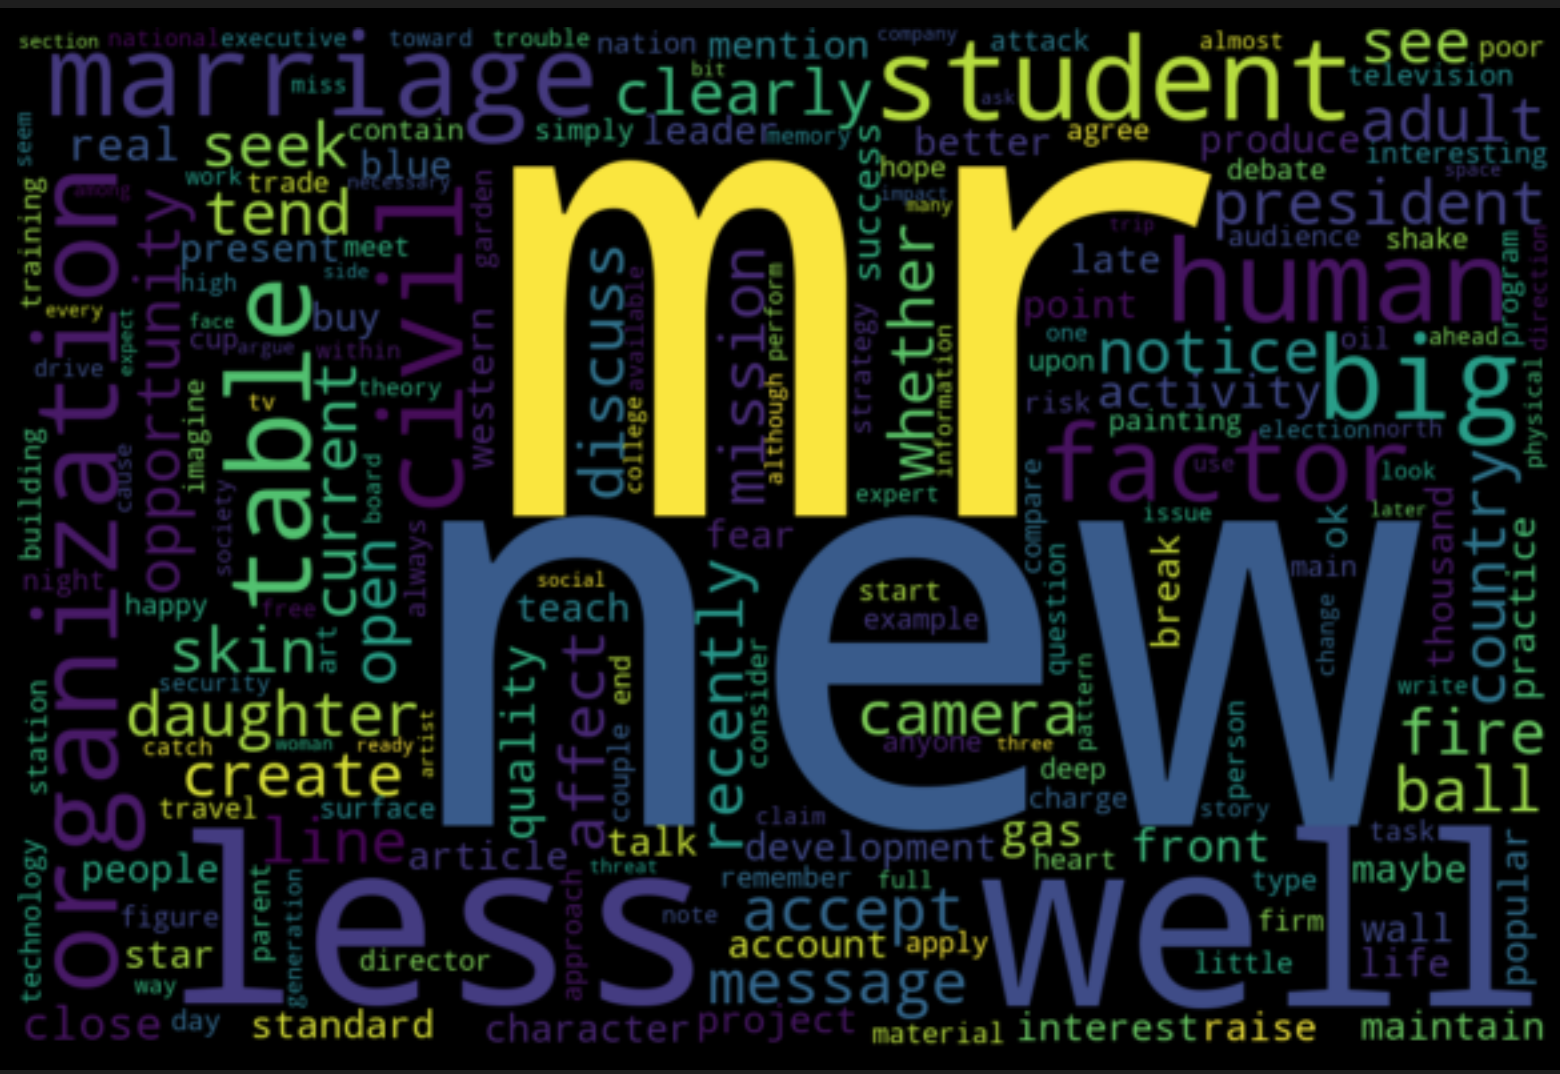 section national executive toward trouble nation mention company attack almost see poor
marriage miss clearly bit student ask television
seem real seek contain simply leader memory better agree produce adult
blue success hope debate interesting
work trade necessary among impact many space
training tend opportunity civil garden mr trip president
present meet audience shake
organization high side discuss available mission perform whether late human program direction
every face table buy western strategy information point
expect cup argue within one notice oil ahead
drive theory upon big
imagine tv current college although risk activity physical
painting election north
building cause board expert factor use look
society open always fear compare issue ok later thousand country
night free new social start break main practice
happy teach example question change
skin art recently
security quality affect end consider pattern write
station daughter artist couple camera person fire
catch woman ready anyone three
create deep ball
travel surface claim charge story
line article talk development gas front task
technology people threat heart maybe popular
parent generation less approach remember full well type
figure note accept firm wall
star director account apply little life
way message
close day standard character project material interest raise maintain